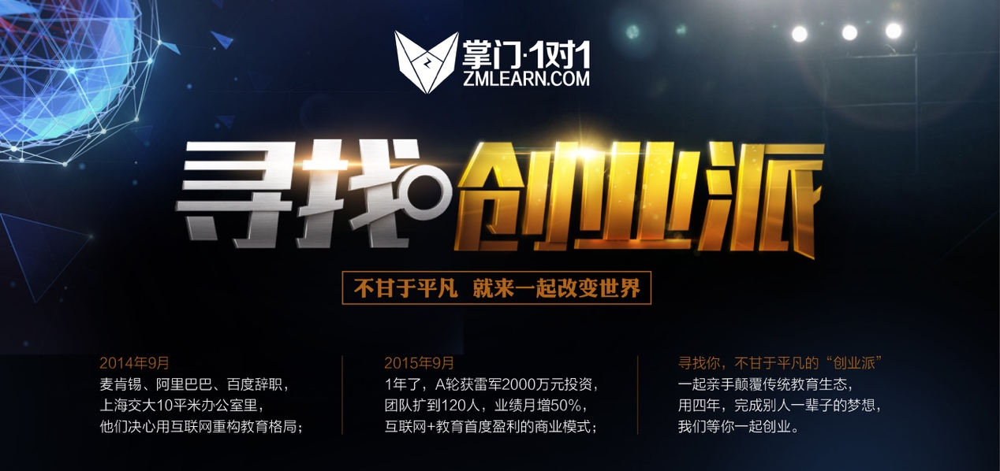 掌门·1对1
ZMLEARN.COM
寻找创业派
不甘于平凡 就来一起改变世界
2014年9月
麦肯锡、阿里巴巴、百度辞职，
上海交大10平米办公室里，
他们决心用互联网重构教育格局；
2015年9月
1年了，A轮获雷军2000万元投资，
团队扩到120人，业绩月增50%，
互联网+教育首度盈利的商业模式；
寻找你，不甘于平凡的“创业派”
一起亲手颠覆传统教育生态，
用四年，完成别人一辈子的梦想，
我们等你一起创业。